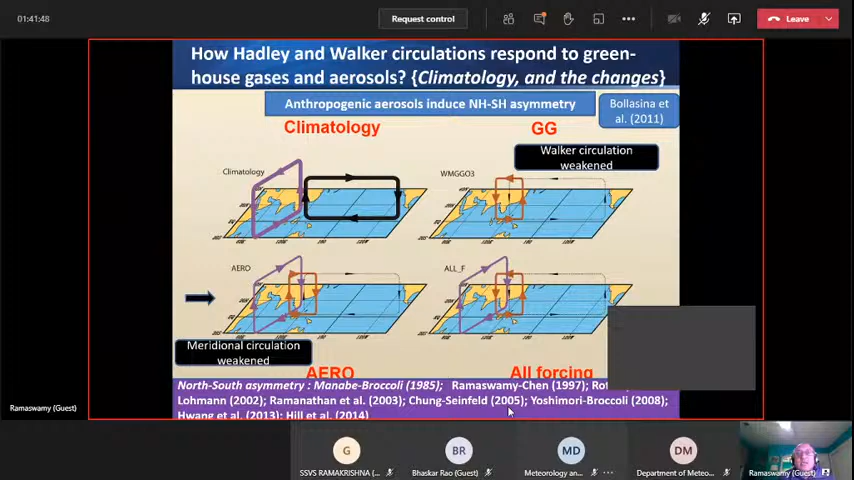 01:41:48
Request control
Leave
How Hadley and Walker circulations respond to green-
house gases and aerosols? {Climatology, and the changes}
Anthropogenic aerosols induce NH-SH asymmetry
Bollasina et
al. (2011)
Climatology
GG
Walker circulation
weakened
Climatology
WMGGO3
AERO
ALL_F
Meridional circulation
weakened
AERO
All forcing
North-South asymmetry : Manabe-Broccoli (1985); Ramaswamy-Chen (1997);
Lohmann (2002); Ramanathan et al. (2003); Chung-Seinfeld (2005); Yoshimori-Broccoli (2008);
Hwang et al. (2013); Hill et al. (2014)
Ramaswamy (Guest)
G
BR
MD
DM
SSVS RAMAKRISHNA (...
Bhaskar Rao (Guest)
Meteorology an...
Department of Meteo...
Ramaswamy (Guest)